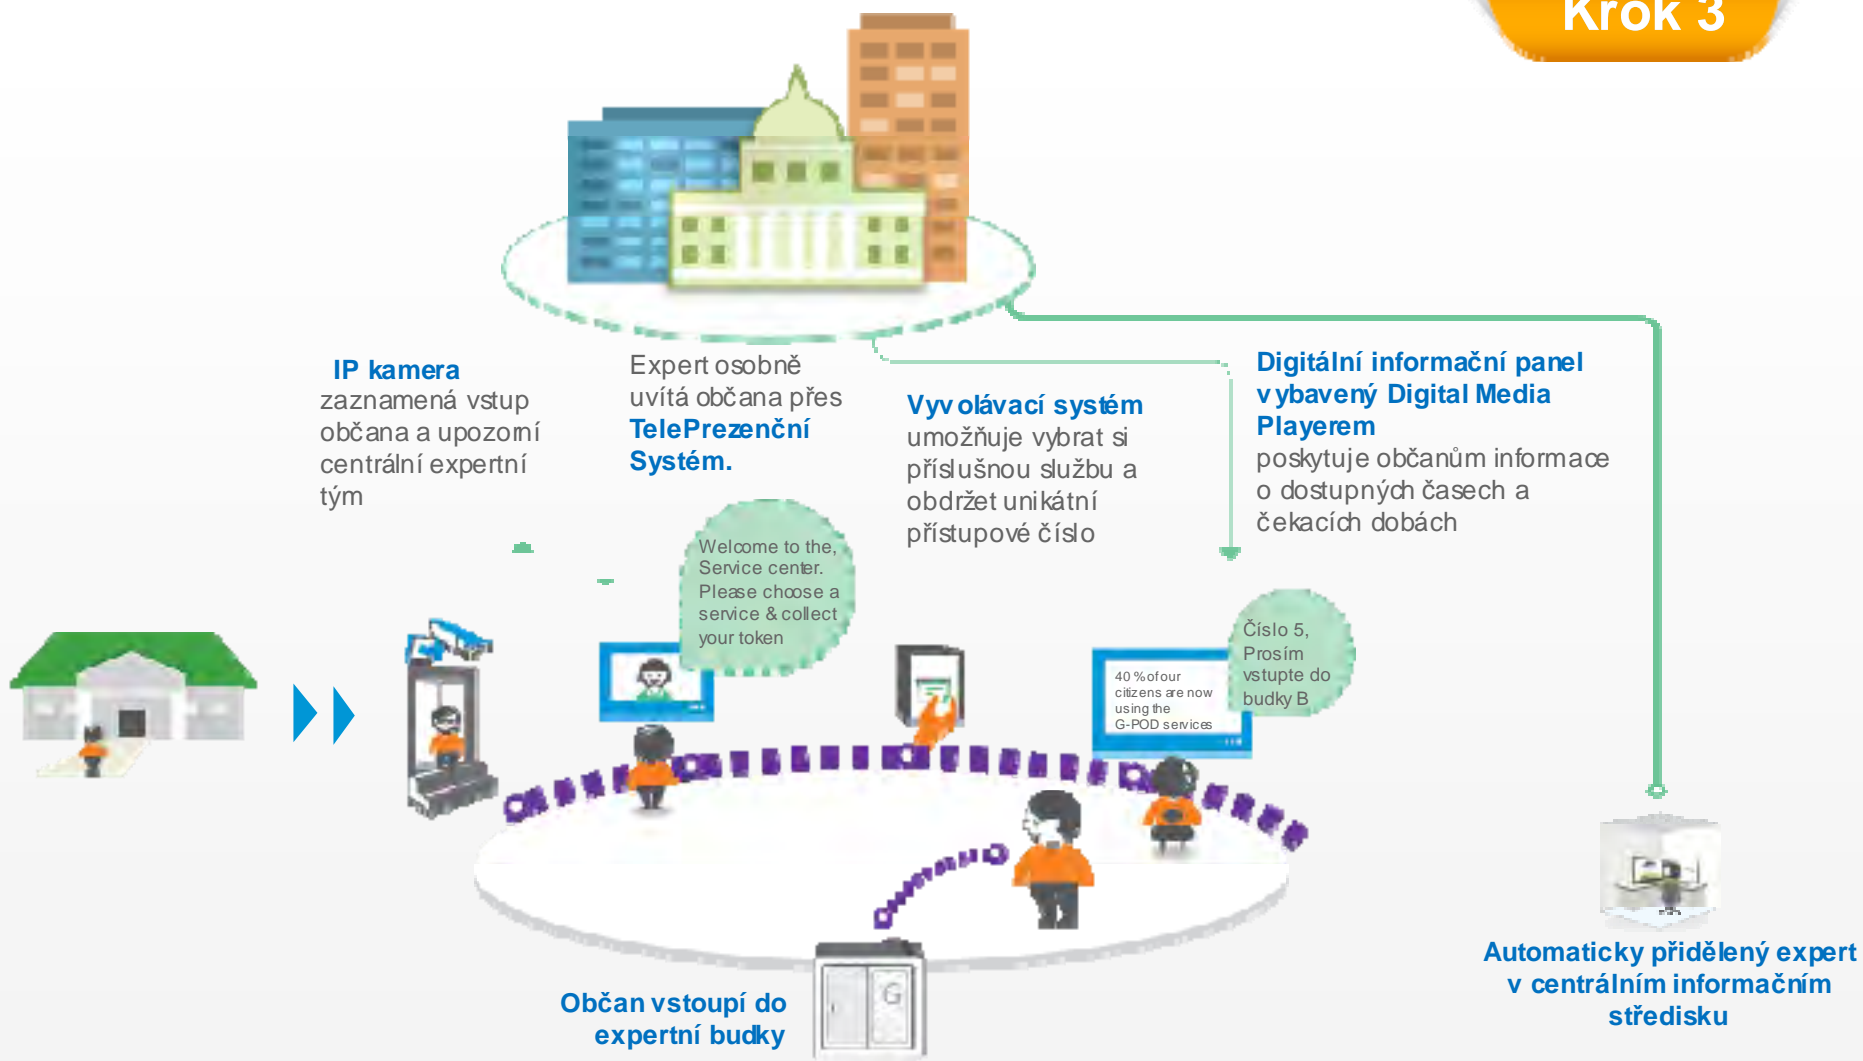 Krok 3
IP kamera
zaznamená vstup
občana a upozorní
centrální expertní
tým
Expert osobně
uvítá občana přes
TelePrezenční
Systém.
Vyvolávací systém
umožňuje vybrat si
příslušnou službu a
obdržet unikátní
přístupové číslo
Digitální informační panel
vybavený Digital Media
Playerem
poskytuje občanům informace
o dostupných časech a
čekacích dobách
Welcome to the,
Service center.
Please choose a
service & collect
your token
40 % of our
citizens are now
using the
G-POD services
Číslo 5,
Prosím
vstupte do
budky B
G
Občan vstoupí do
expertní budky
Automaticky přidělený expert
v centrálním informačním
středisku